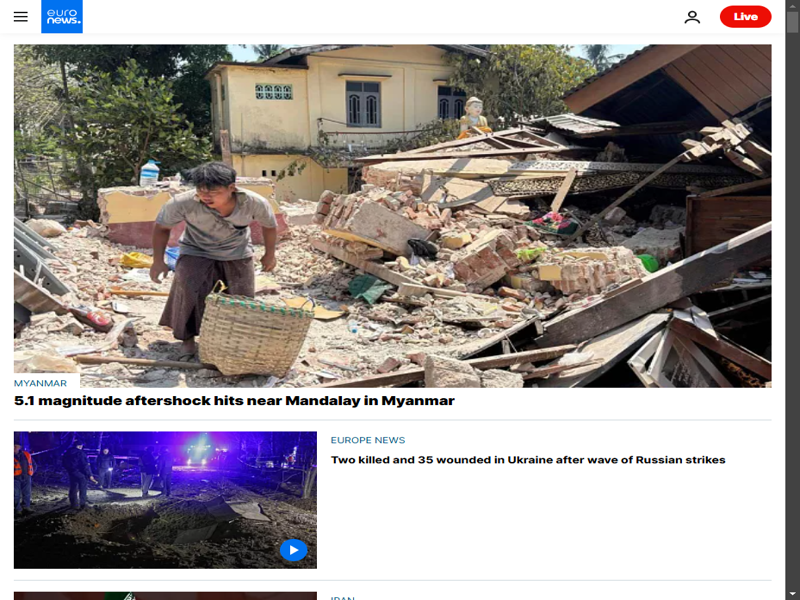 euro
news.
Live
MYANMAR
5.1 magnitude aftershock hits near Mandalay in Myanmar
EUROPE NEWS
Two killed and 35 wounded in Ukraine after wave of Russian strikes
IRAN